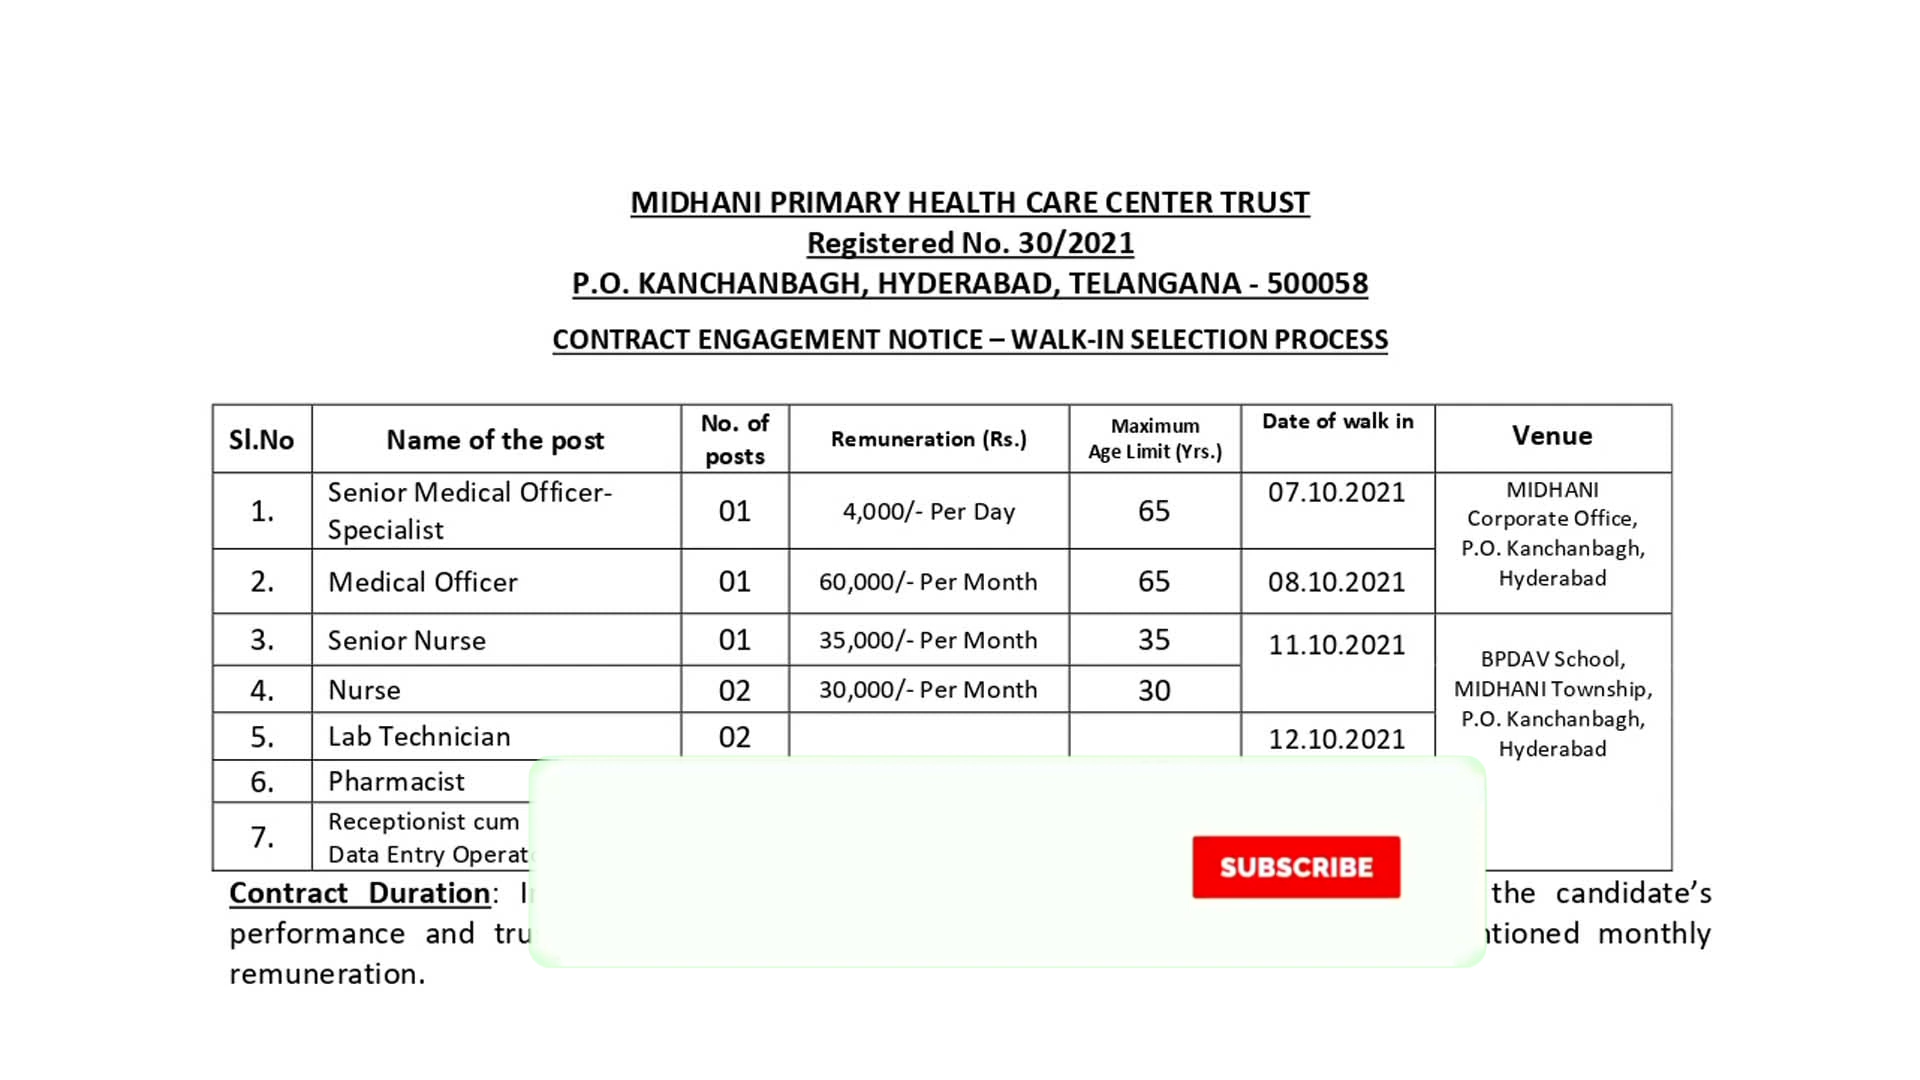 MIDHANI PRIMARY HEALTH CARE CENTER TRUST
Registered No. 30/2021
P.O. KANCHANBAGH, HYDERABAD, TELANGANA - 500058
CONTRACT ENGAGEMENT NOTICE – WALK-IN SELECTION PROCESS
Sl.No Name of the post No. of posts Remuneration (Rs.) Maximum Age Limit (Yrs.) Date of walk in Venue
1. Senior Medical Officer- Specialist 01 4,000/- Per Day 65 07.10.2021 MIDHANI
Corporate Office,
P.O. Kanchanbagh,
Hyderabad
2. Medical Officer 01 60,000/- Per Month 65 08.10.2021
3. Senior Nurse 01 35,000/- Per Month 35 11.10.2021 BPDAV School,
MIDHANI Township,
P.O. Kanchanbagh,
Hyderabad
4. Nurse 02 30,000/- Per Month 30
5. Lab Technician 02 12.10.2021
6. Pharmacist
7. Receptionist cum
Data Entry
SUBSCRIBE
Contract Duration: the candidate’s
performance and monthly
remuneration.